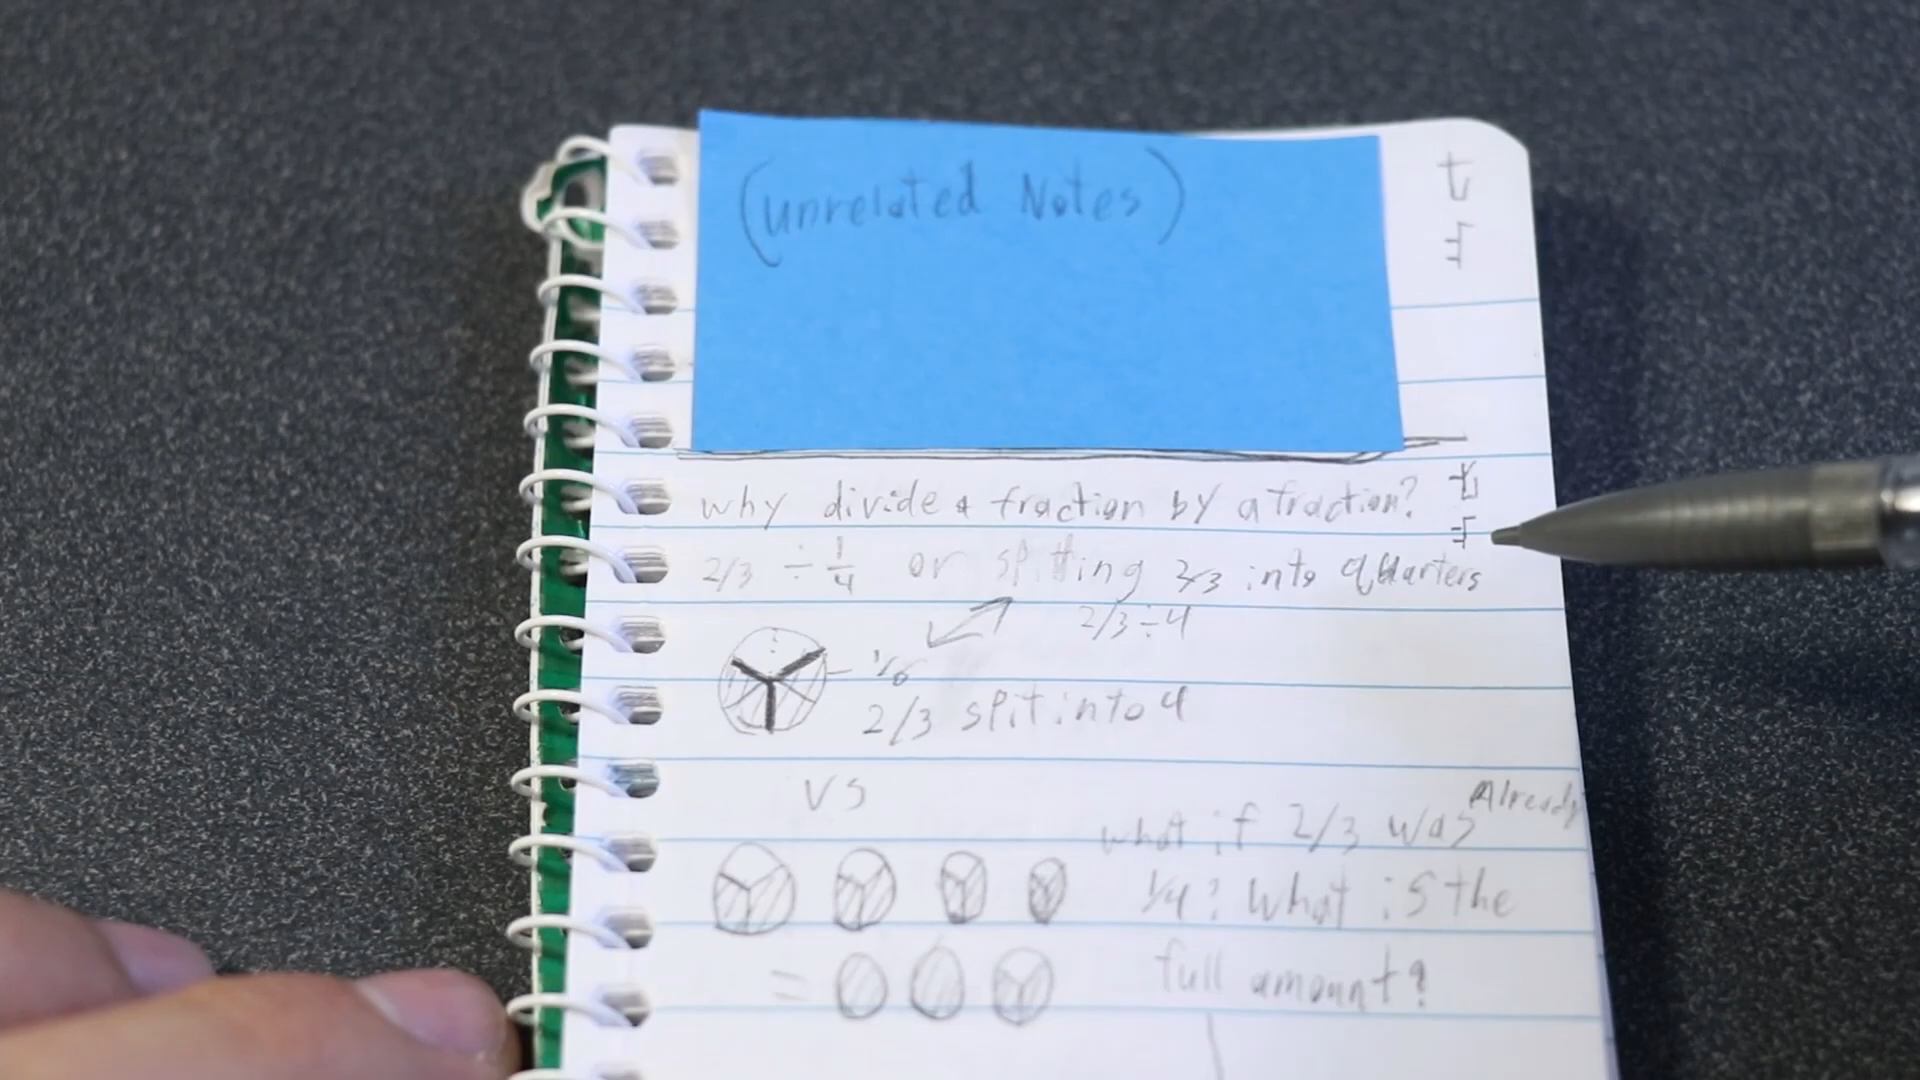 (unrelated Notes)
why divide a fraction by a fraction?
2/3 ÷ 1/4 or spitting 2/3 into quarters
2/3÷4
1/6
2/3 spit into 4
VS
what if 2/3 was Already
1/4? What is the
=
full amount?